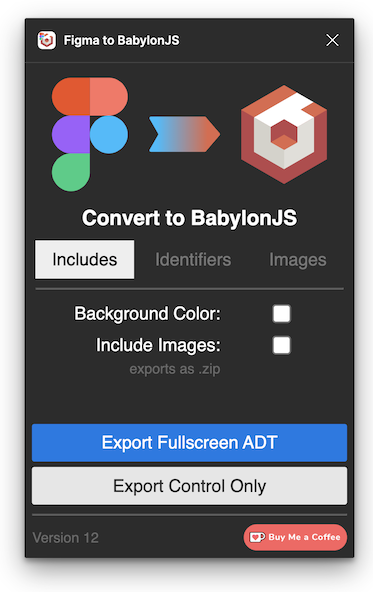 Figma to BabylonJS
Convert to BabylonJS
Includes Identifiers Images
Background Color:
Include Images:
exports as .zip
Export Fullscreen ADT
Export Control Only
Version 12 Buy Me a Coffee